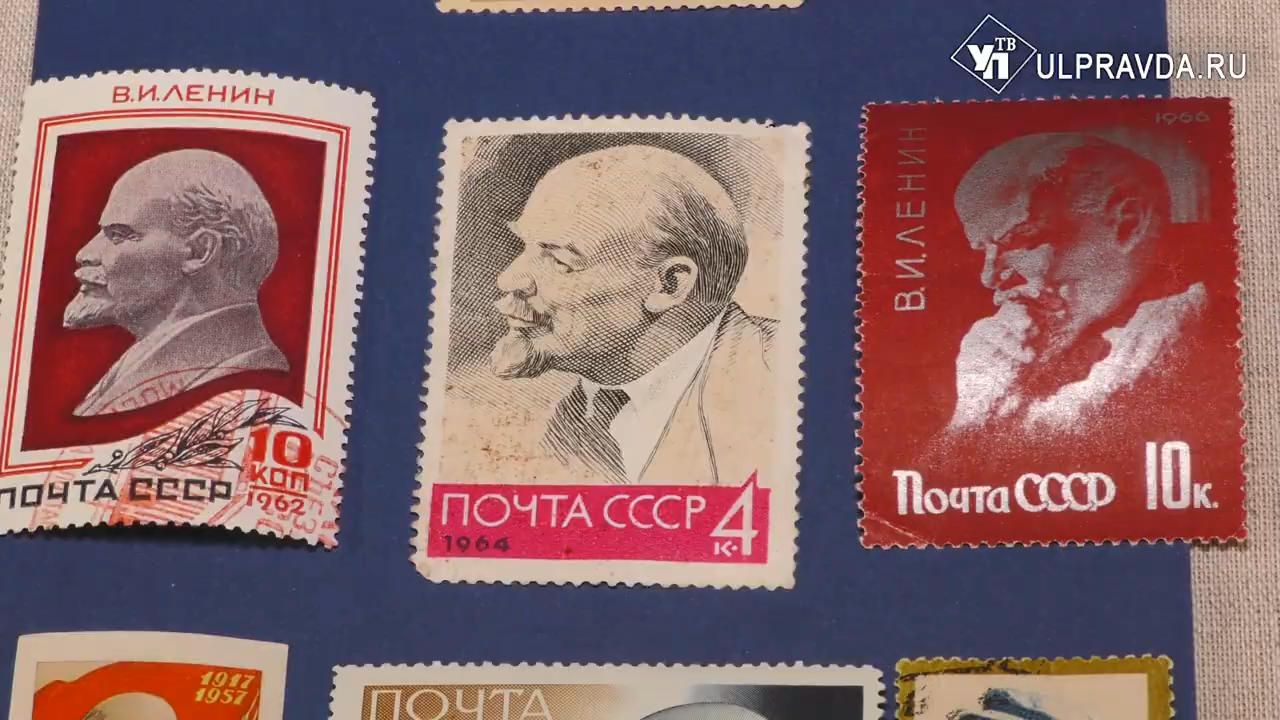 ТВ
УП
ULPRAVDA.RU
В.И.ЛЕНИН
10
КОП
1962
ПОЧТА СССР
ПОЧТА СССР 4
к.
1964
1966
В.И.ЛЕНИН
Почта СССР 10к.
1917
1957
ПОЧТА